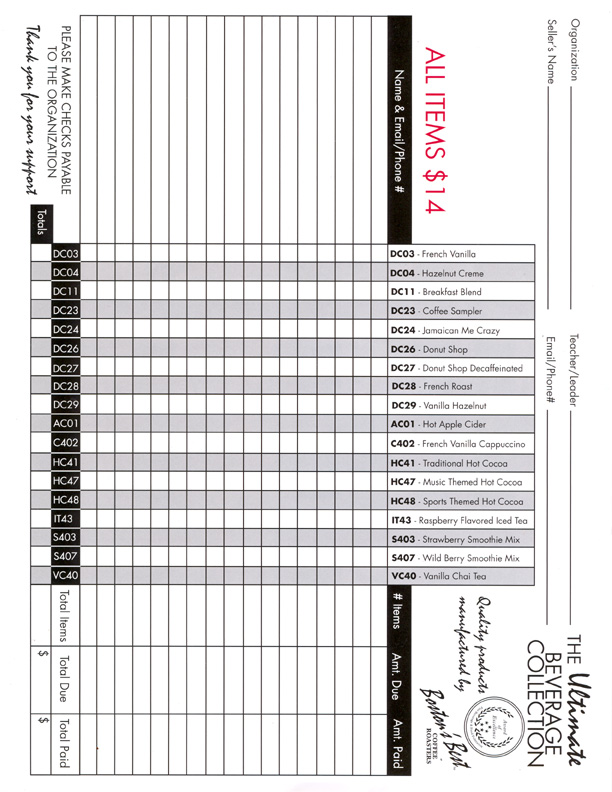 Organization
Seller's Name
Teacher/Leader
Email/Phone#
THE Ultimate
BEVERAGE
COLLECTION
ALL ITEMS $14
Quality products
manufactured by
Award
of
Excellence
Boston's Best
COFFEE
ROASTERS
Name & Email/Phone #
DC03 - French Vanilla
DC04 - Hazelnut Creme
DC11 - Breakfast Blend
DC23 - Coffee Sampler
DC24 - Jamaican Me Crazy
DC26 - Donut Shop
DC27 - Donut Shop Decaffeinated
DC28 - French Roast
DC29 - Vanilla Hazelnut
AC01 - Hot Apple Cider
C402 - French Vanilla Cappuccino
HC41 - Traditional Hot Cocoa
HC47 - Music Themed Hot Cocoa
HC48 - Sports Themed Hot Cocoa
IT43 - Raspberry Flavored Iced Tea
S403 - Strawberry Smoothie Mix
S407 - Wild Berry Smoothie Mix
VC40 - Vanilla Chai Tea
# Items
Amt. Due
Amt. Paid
DC03
DC04
DC11
DC23
DC24
DC26
DC27
DC28
DC29
AC01
C402
HC41
HC47
HC48
IT43
S403
S407
VC40
Total Items
Total Due
Total Paid
Totals
$
$
PLEASE MAKE CHECKS PAYABLE
TO THE ORGANIZATION
Thank you for your support